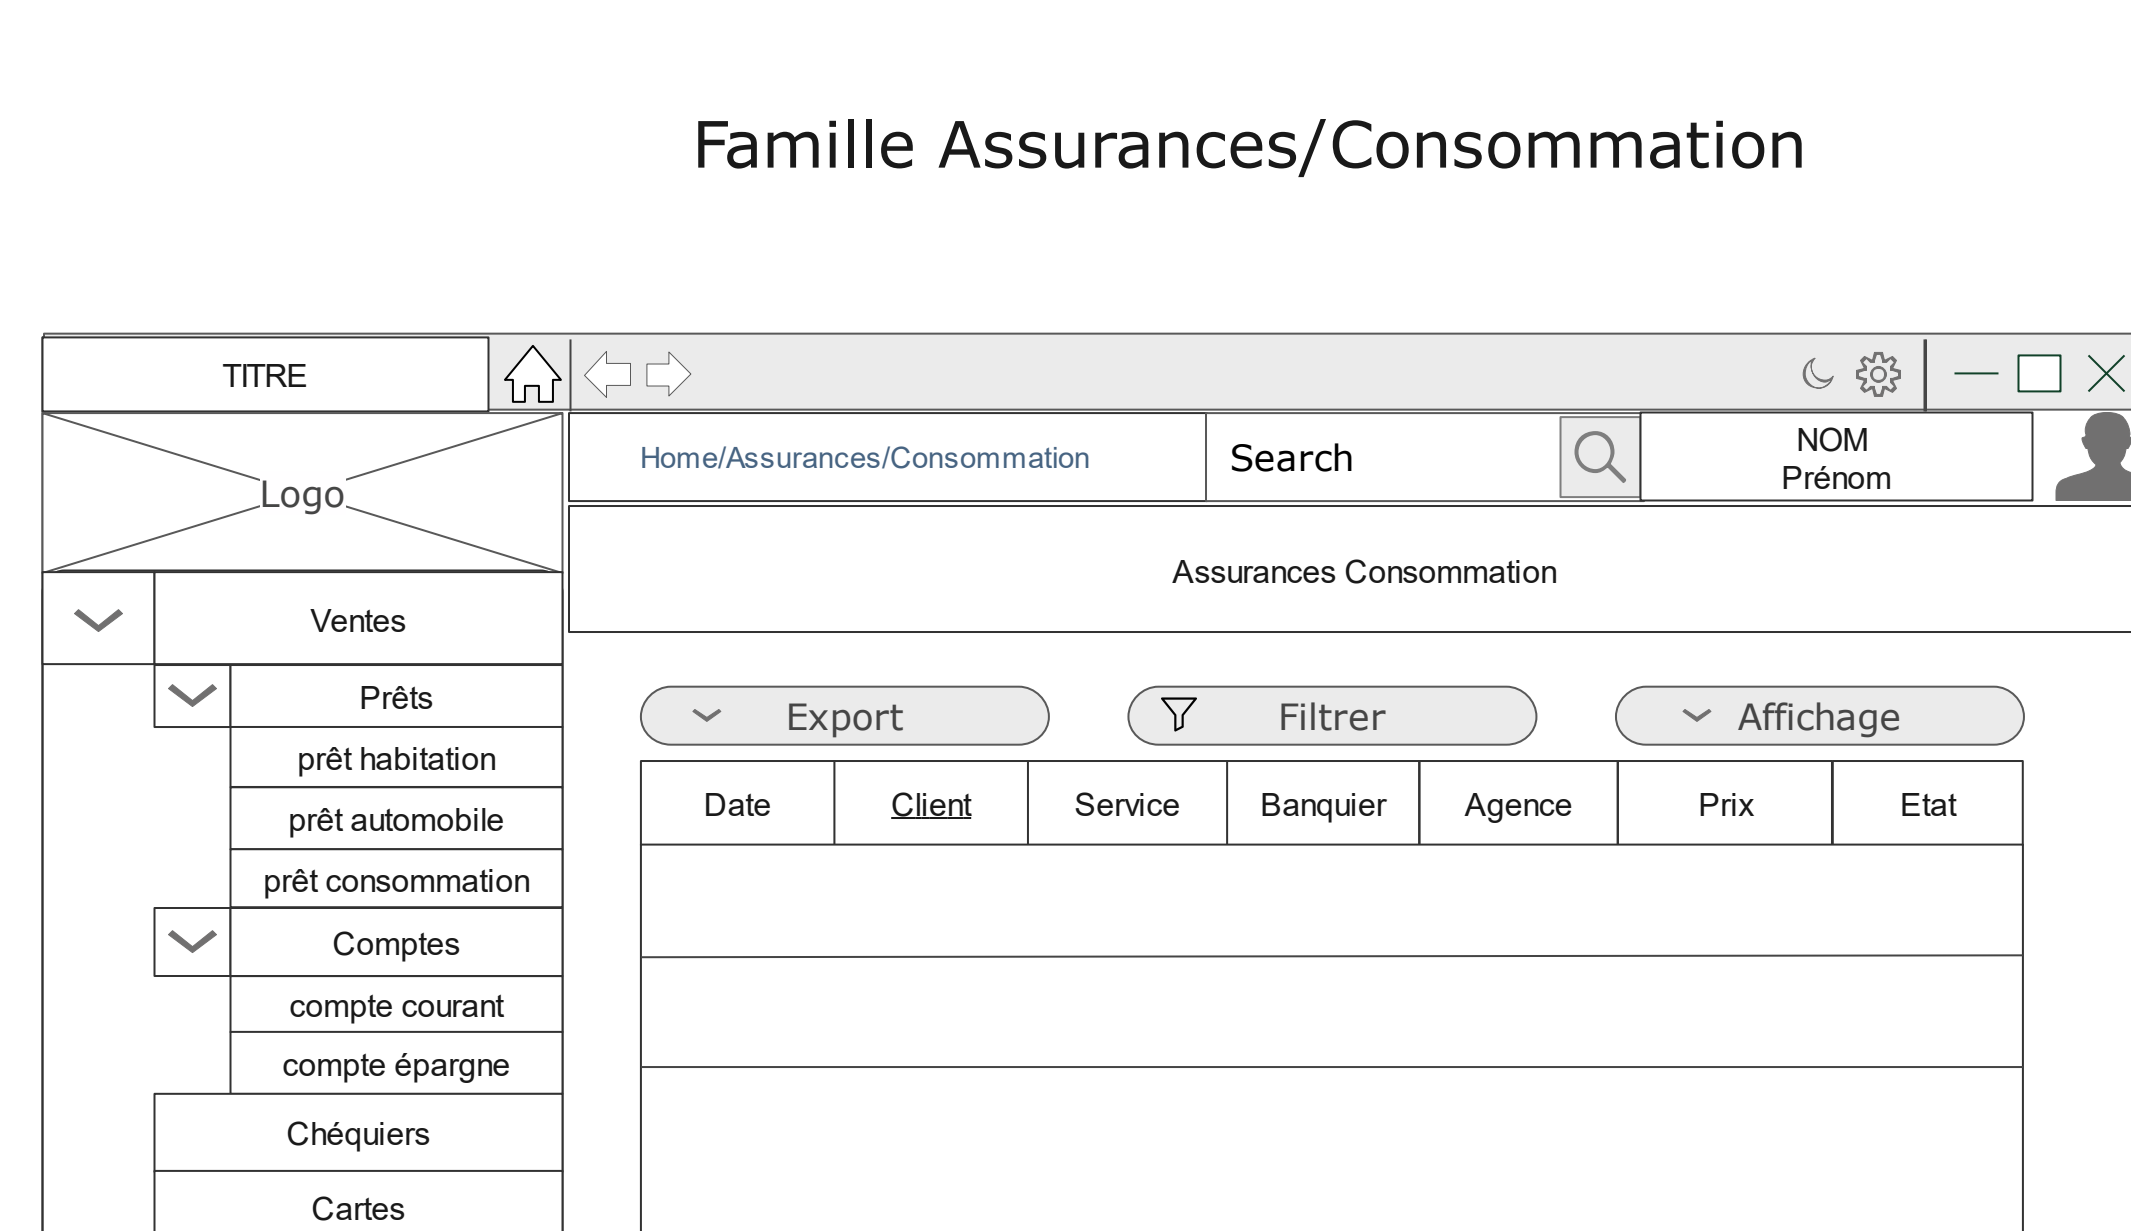 Famille Assurances/Consommation
TITRE
Logo
Home/Assurances/Consommation
Search
NOM
Prénom
Assurances Consommation
Ventes
Prêts
prêt habitation
prêt automobile
prêt consommation
Comptes
compte courant
compte épargne
Chéquiers
Cartes
Export
Filtrer
Affichage
Date Client Service Banquier Agence Prix Etat